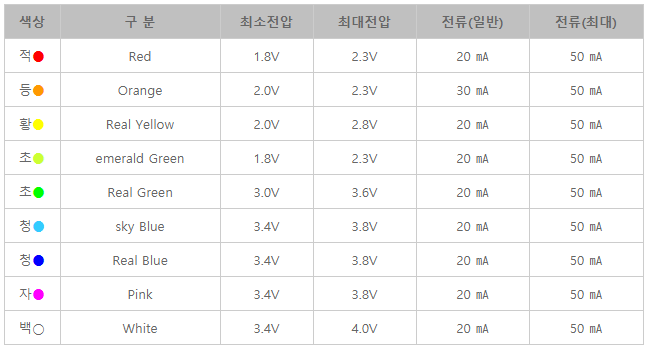 색상 구 분 최소전압 최대전압 전류(일반) 전류(최대)
적 Red 1.8V 2.3V 20 ㎃ 50 ㎃
등 Orange 2.0V 2.3V 30 ㎃ 50 ㎃
황 Real Yellow 2.0V 2.8V 20 ㎃ 50 ㎃
초 emerald Green 1.8V 2.3V 20 ㎃ 50 ㎃
초 Real Green 3.0V 3.6V 20 ㎃ 50 ㎃
청 sky Blue 3.4V 3.8V 20 ㎃ 50 ㎃
청 Real Blue 3.4V 3.8V 20 ㎃ 50 ㎃
자 Pink 3.4V 3.8V 20 ㎃ 50 ㎃
백 White 3.4V 4.0V 20 ㎃ 50 ㎃